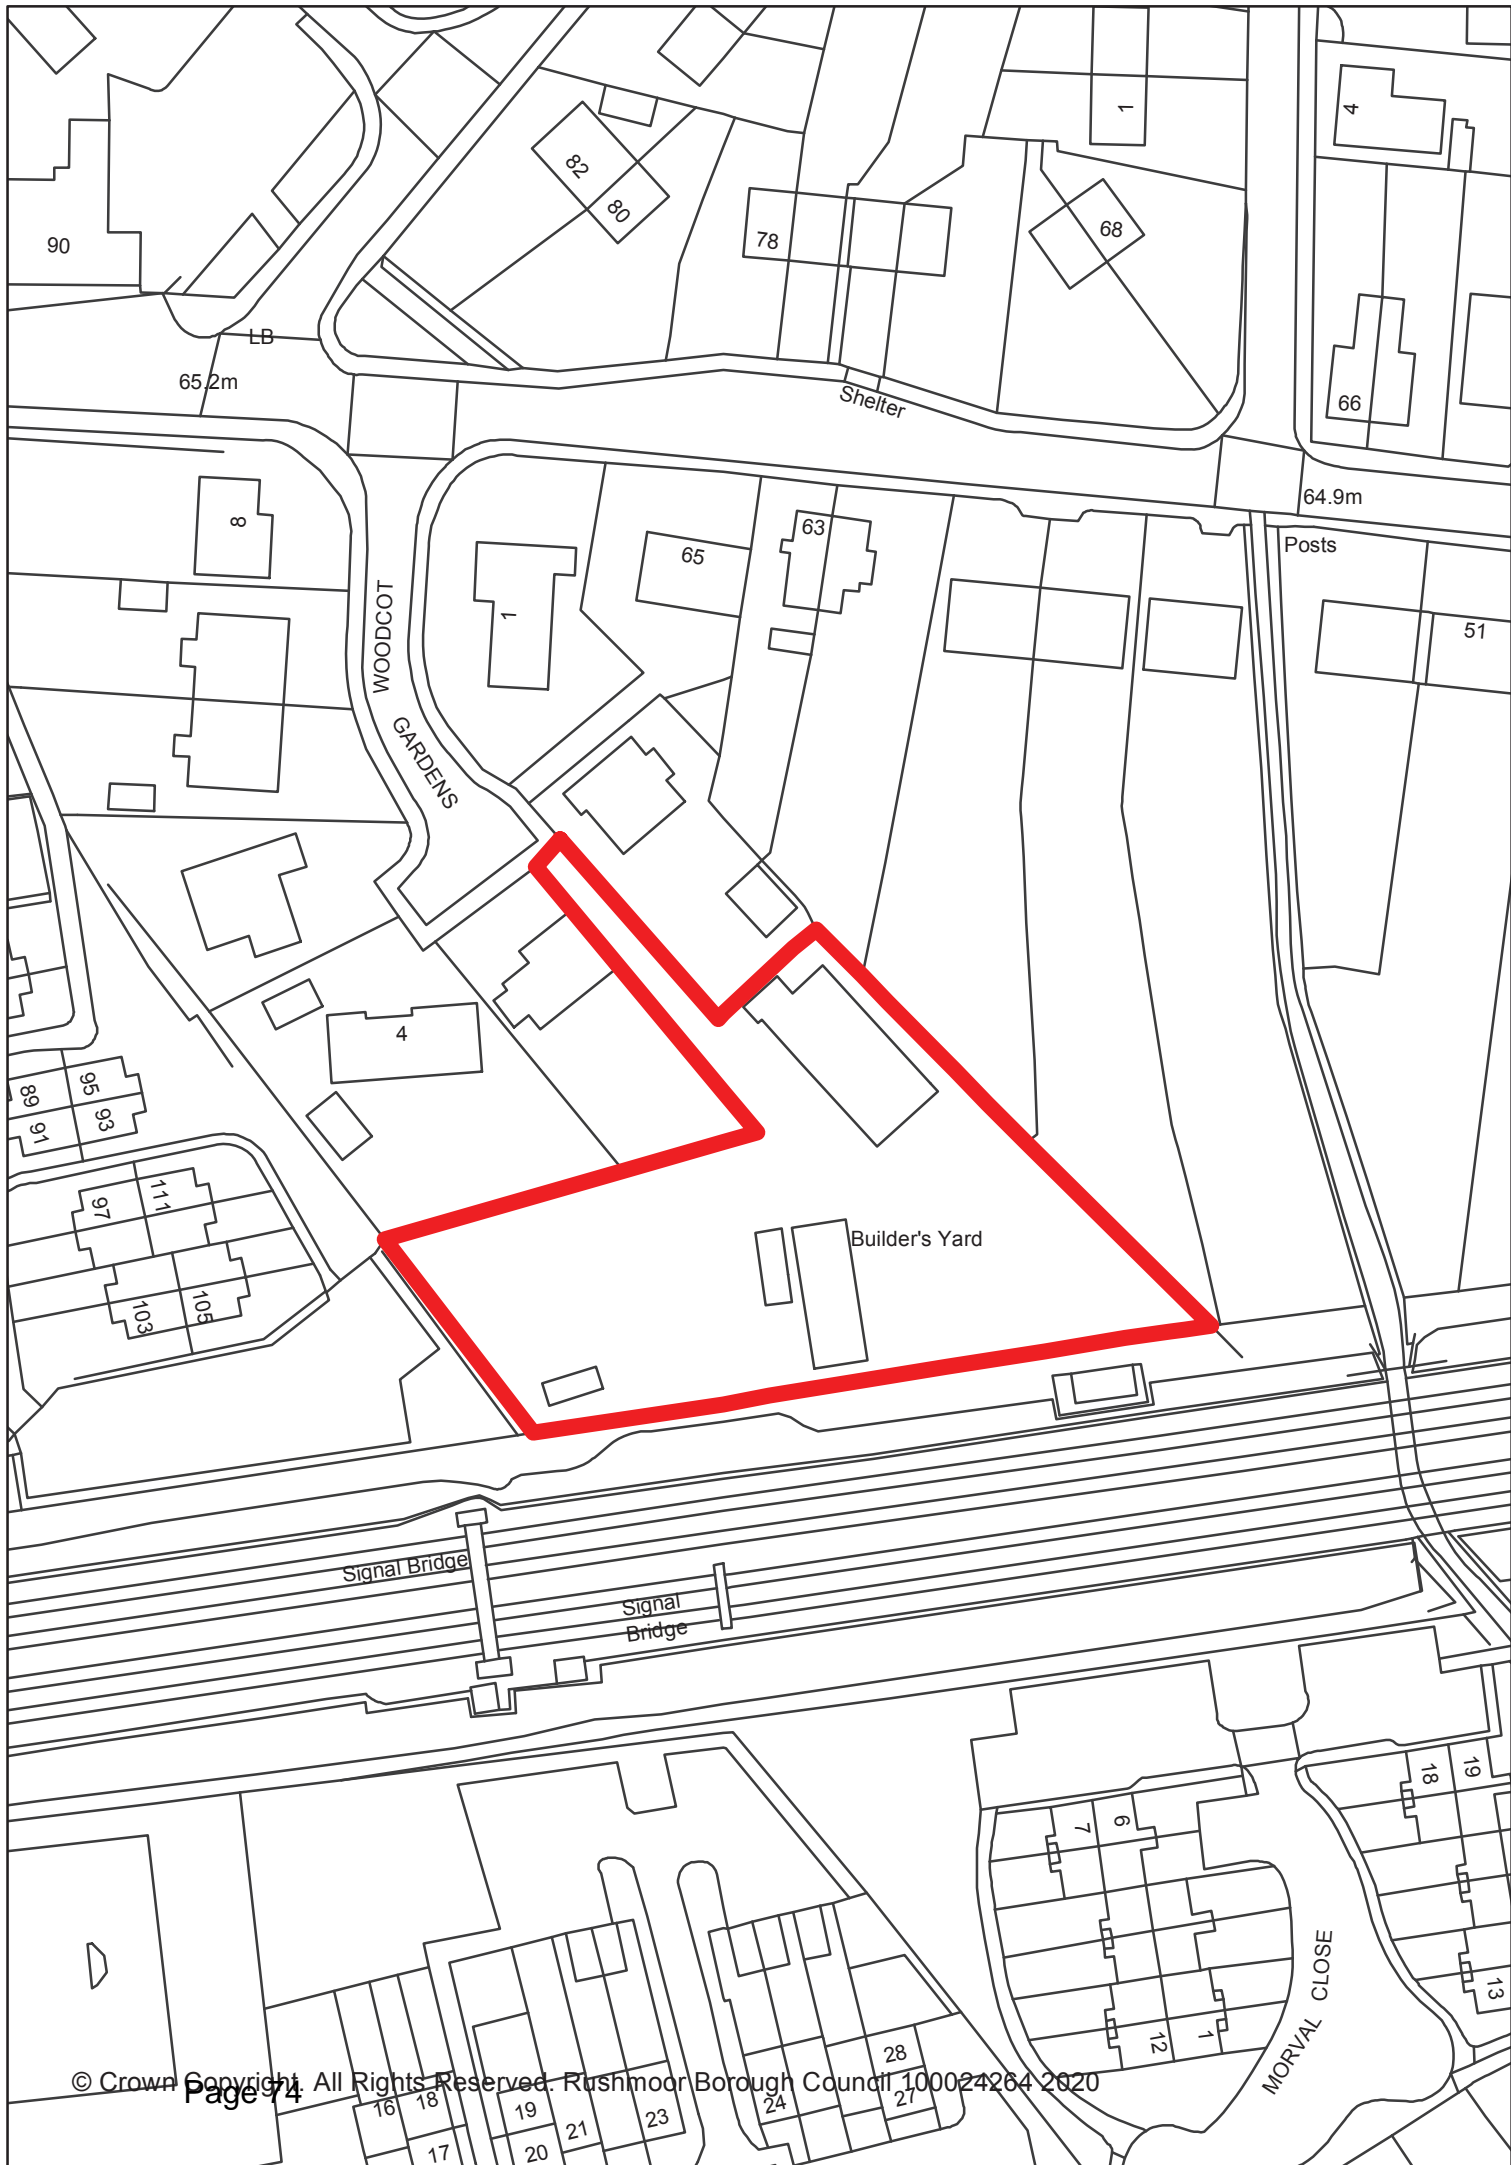 1
4
82
80
78
68
90
LB
65.2m
Shelter
66
64.9m
Posts
8
WOODCOT
GARDENS
1
65
63
51
4
89
91
95
93
97
111
103
105
Builder's Yard
Signal Bridge
Signal
Bridge
18
19
7
6
12
1
13
MORVAL CLOSE
28
27
24
© Crown Copyright. All Rights Reserved. Rushmoor Borough Council 100024264 2020
Page 74
16
18
17
19
20
21
23